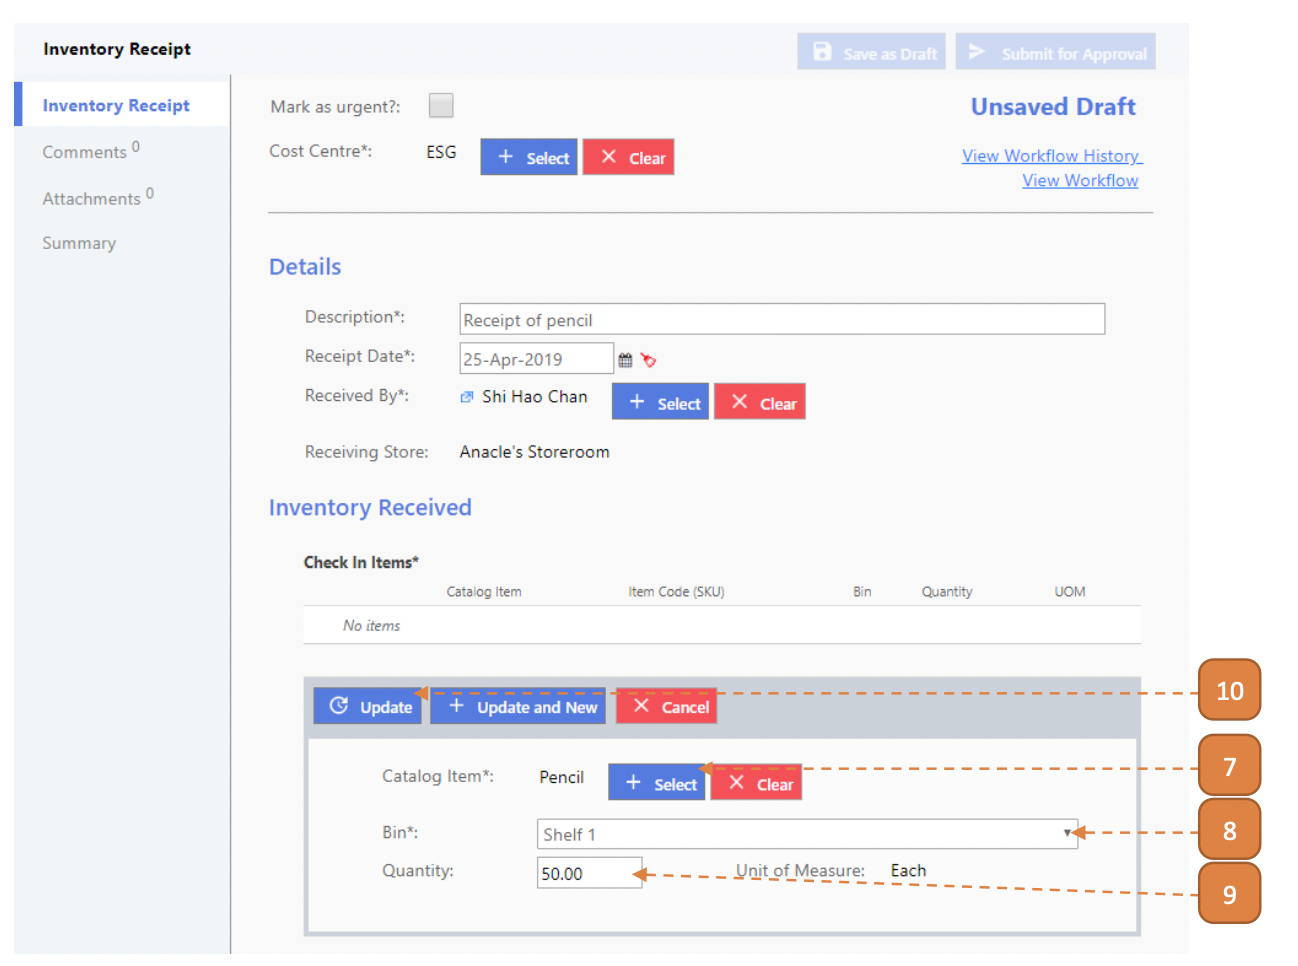 Inventory Receipt
Save as Draft
Submit for Approval
Inventory Receipt
Comments 0
Attachments 0
Summary
Mark as urgent?:
Unsaved Draft
Cost Centre*: ESG + Select × Clear
View Workflow History
View Workflow
Details
Description*: Receipt of pencil
Receipt Date*: 25-Apr-2019
Received By*: Shi Hao Chan + Select × Clear
Receiving Store: Anacle's Storeroom
Inventory Received
Check In Items*
Catalog Item Item Code (SKU) Bin Quantity UOM
No items
Update + Update and New × Cancel
10
Catalog Item*: Pencil + Select × Clear
7
Bin*: Shelf 1
8
Quantity: 50.00 Unit of Measure: Each
9